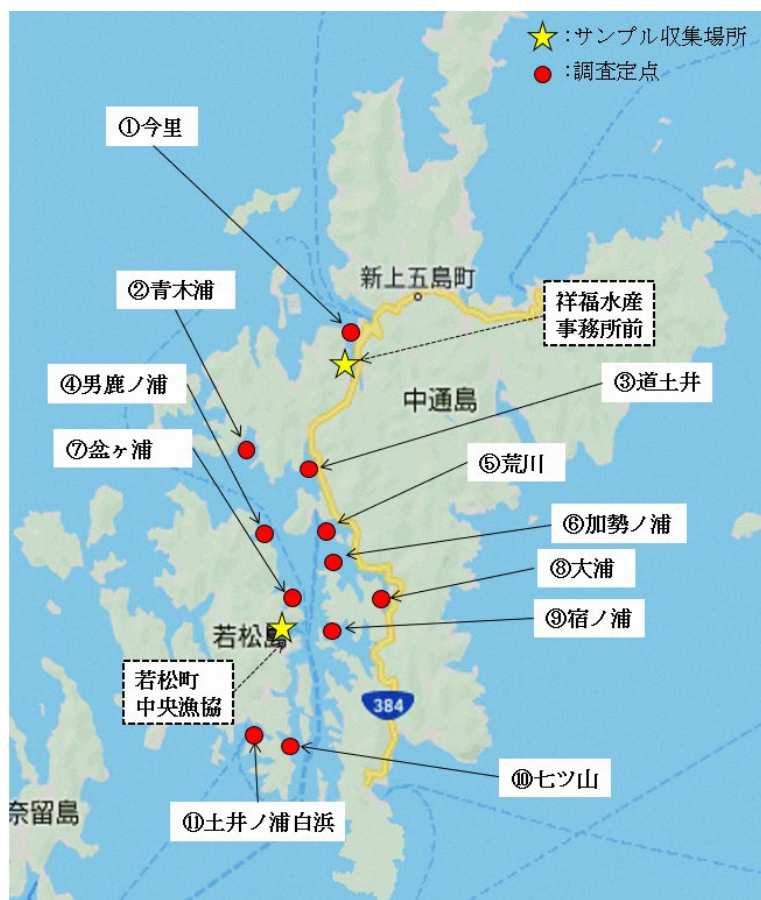 ：サンプル収集場所
：調査定点
①今里
新上五島町
②青木浦
祥福水産
事務所前
④男鹿ノ浦
③道土井
中通島
⑦盆ヶ浦
⑤荒川
⑥加勢ノ浦
⑧大浦
⑨宿ノ浦
若松島
若松町
中央漁協
384
⑩七ツ山
奈留島
⑪土井ノ浦白浜